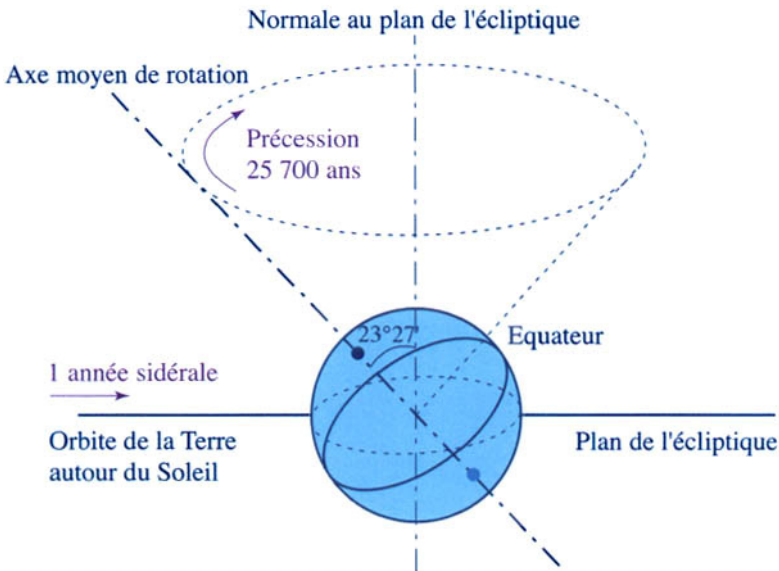 Normale au plan de l'écliptique
Axe moyen de rotation
Précession
25 700 ans
23°27'
Equateur
1 année sidérale
Orbite de la Terre
autour du Soleil
Plan de l'écliptique